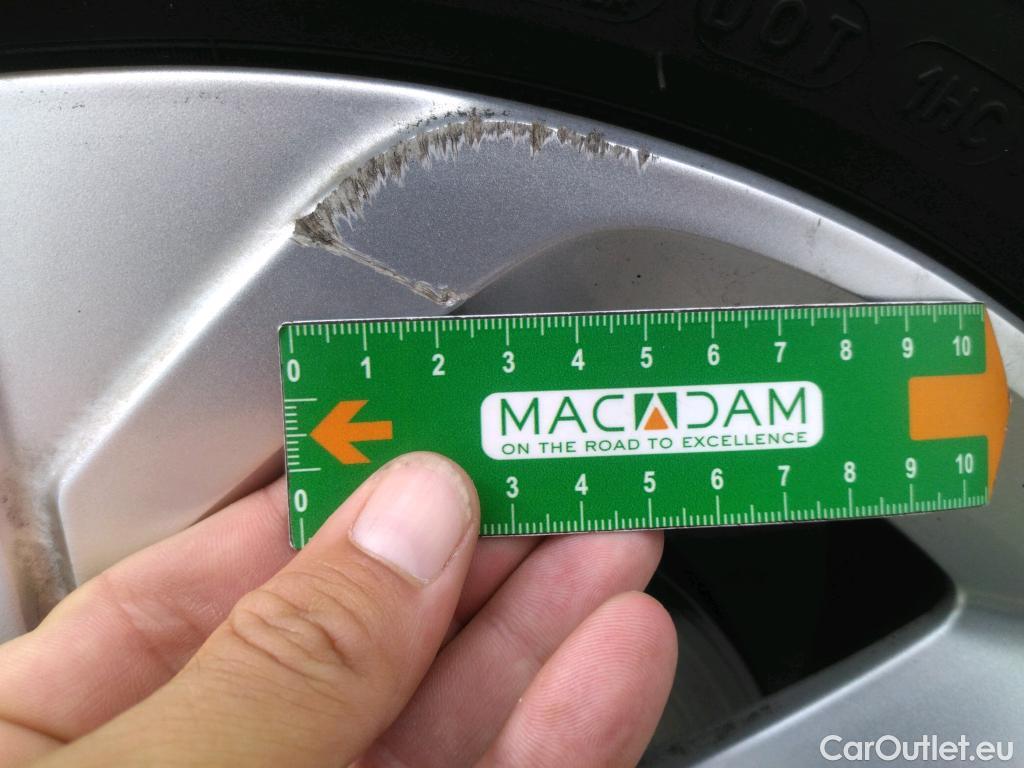 DOT
1HC
0 1 2 3 4 5 6 7 8 9 10
MACADAM
ON THE ROAD TO EXCELLENCE
0 3 4 5 6 7 8 9 10
CarOutlet.eu